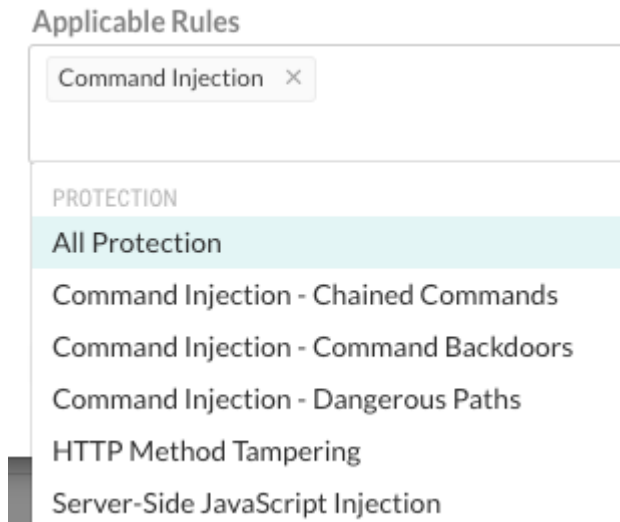 Applicable Rules
Command Injection ×
PROTECTION
All Protection
Command Injection - Chained Commands
Command Injection - Command Backdoors
Command Injection - Dangerous Paths
HTTP Method Tampering
Server-Side JavaScript Injection